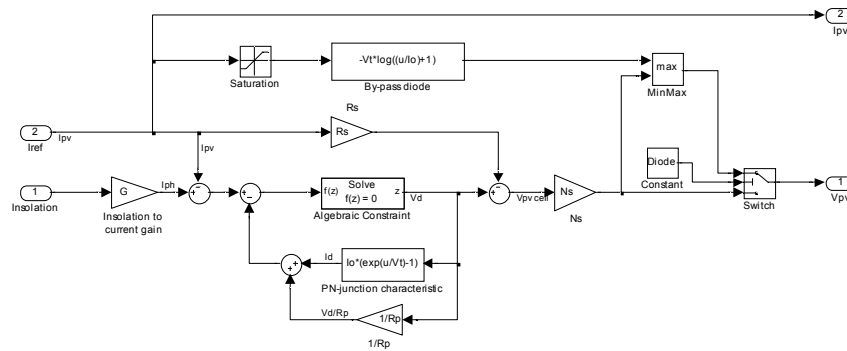 2
Ipv
-Vt*log((u/Io)+1)
Saturation
By-pass diode
max
MinMax
Rs
2
Iref
Ipv
Rs
Ipv
Diode
Constant
1
Insolation
G
Iph
Insolation to
current gain
f(z)
Solve
f(z) = 0
z
Vd
Algebraic Constraint
Vpv cell
Ns
Ns
Switch
1
Vpv
Id
Io*(exp(u/Vt)-1)
PN-junction characteristic
Vd/Rp
1/Rp
1/Rp